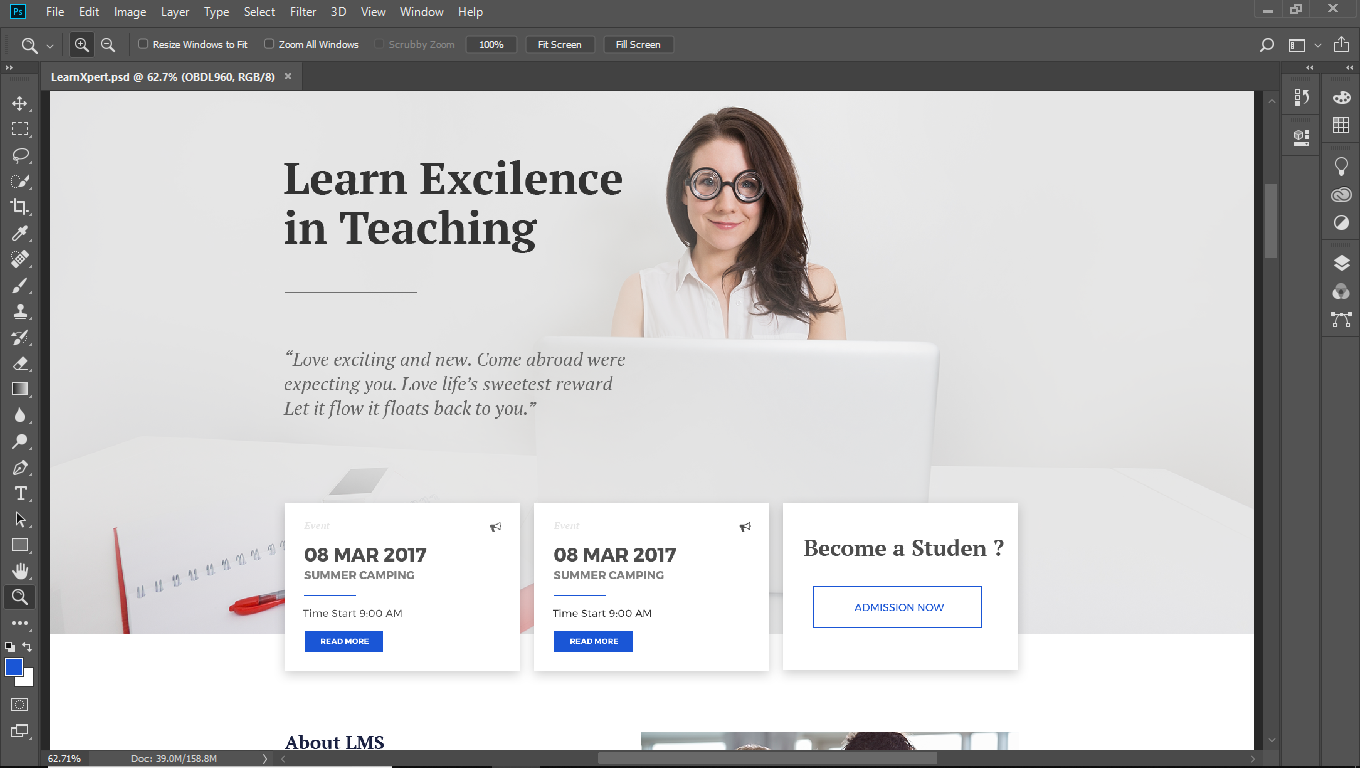 Ps File Edit Image Layer Type Select Filter 3D View Window Help
Resize Windows to Fit Zoom All Windows Scrubby Zoom 100% Fit Screen Fill Screen
LearnXpert.psd @ 62.7% (OBDL960, RGB/8) ×
Learn Excilence
in Teaching
“Love exciting and new. Come abroad were
expecting you. Love life’s sweetest reward
Let it flow it floats back to you.”
Event
08 MAR 2017
SUMMER CAMPING
Time Start 9:00 AM
READ MORE
Event
08 MAR 2017
SUMMER CAMPING
Time Start 9:00 AM
READ MORE
Become a Studen ?
ADMISSION NOW
About LMS
62.71% Doc: 39.0M/158.8M